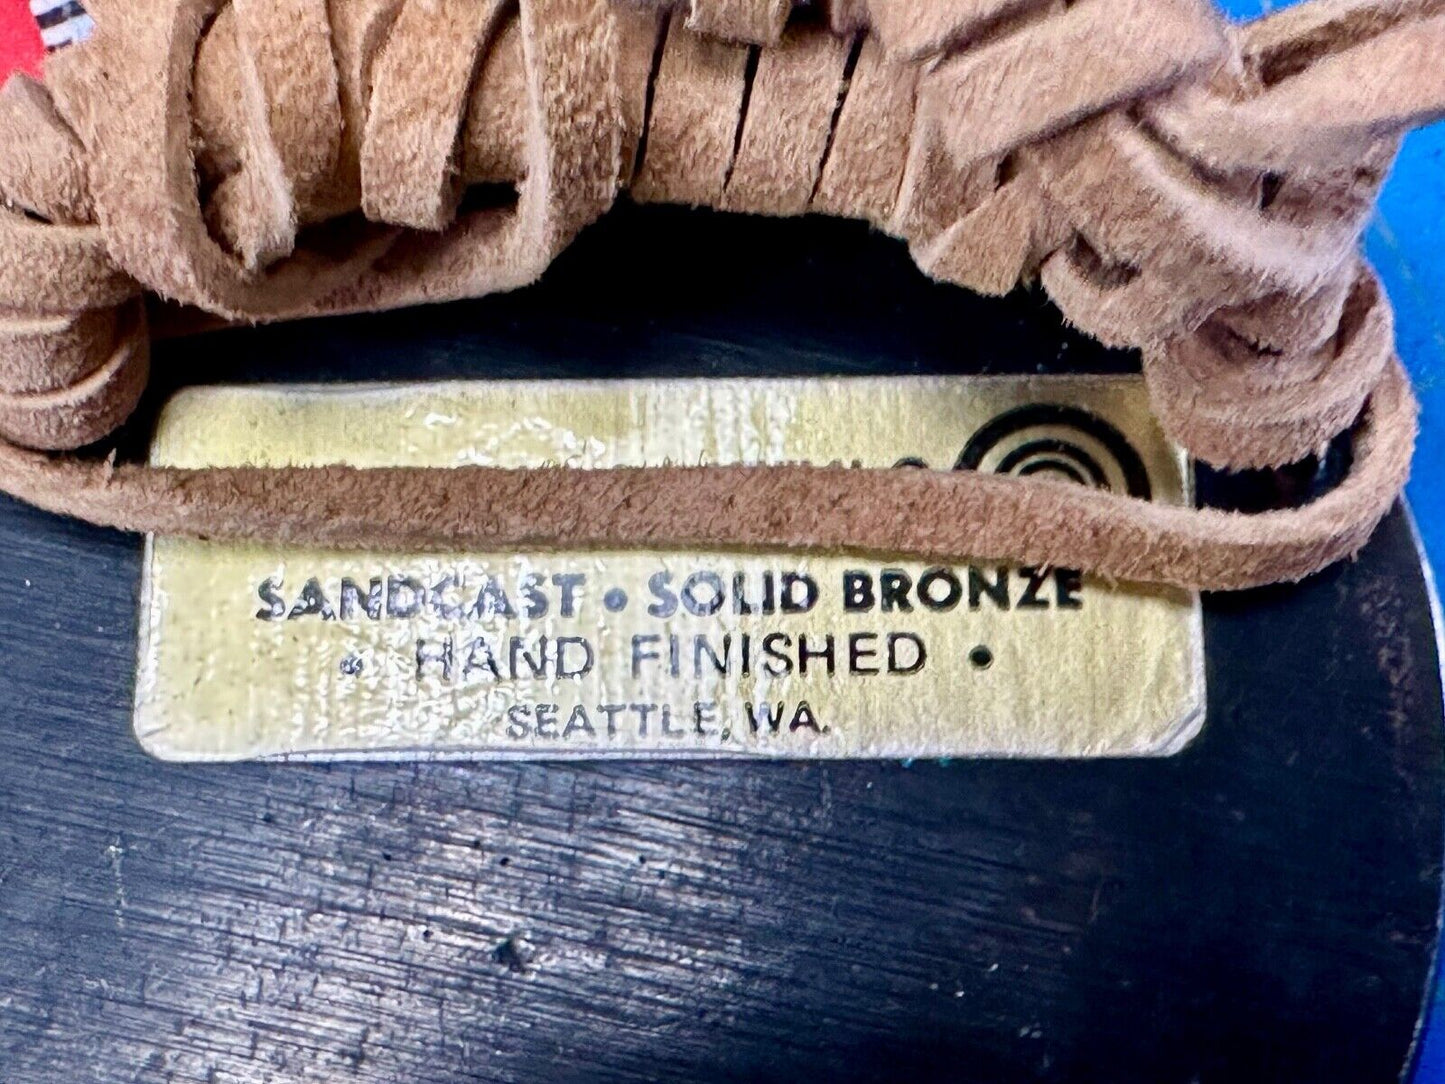 SANDCAST • SOLID BRONZE
• HAND FINISHED •
SEATTLE, WA.